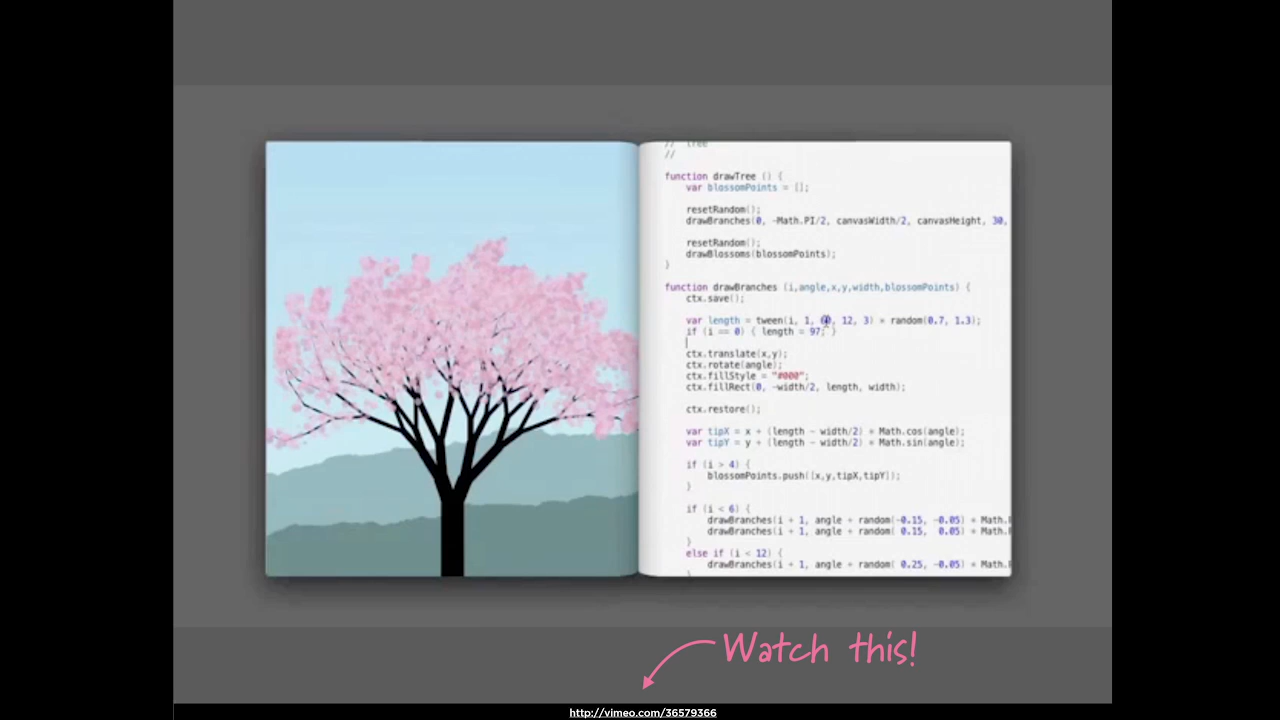 // Tree
//
function drawTree () {
var blossomPoints = [];
resetRandom();
drawBranches(0, -Math.PI/2, canvasWidth/2, canvasHeight, 30,
resetRandom();
drawBlossoms(blossomPoints);
}
function drawBranches (i,angle,x,y,width,blossomPoints) {
ctx.save();
var length = tween(i, 1, 60, 12, 3) * random(0.7, 1.3);
if (i == 0) { length = 97; }
ctx.translate(x,y);
ctx.rotate(angle);
ctx.fillStyle = "#000";
ctx.fillRect(0, -width/2, length, width);
ctx.restore();
var tipX = x + (length - width/2) * Math.cos(angle);
var tipY = y + (length - width/2) * Math.sin(angle);
if (i > 4) {
blossomPoints.push([x,y,tipX,tipY]);
}
if (i < 6) {
drawBranches(i + 1, angle + random(-0.15, -0.05) * Math.
drawBranches(i + 1, angle + random( 0.15, 0.05) * Math.
}
else if (i < 12) {
drawBranches(i + 1, angle + random( 0.25, -0.05) * Math.
}
Watch this!
http://vimeo.com/36579366